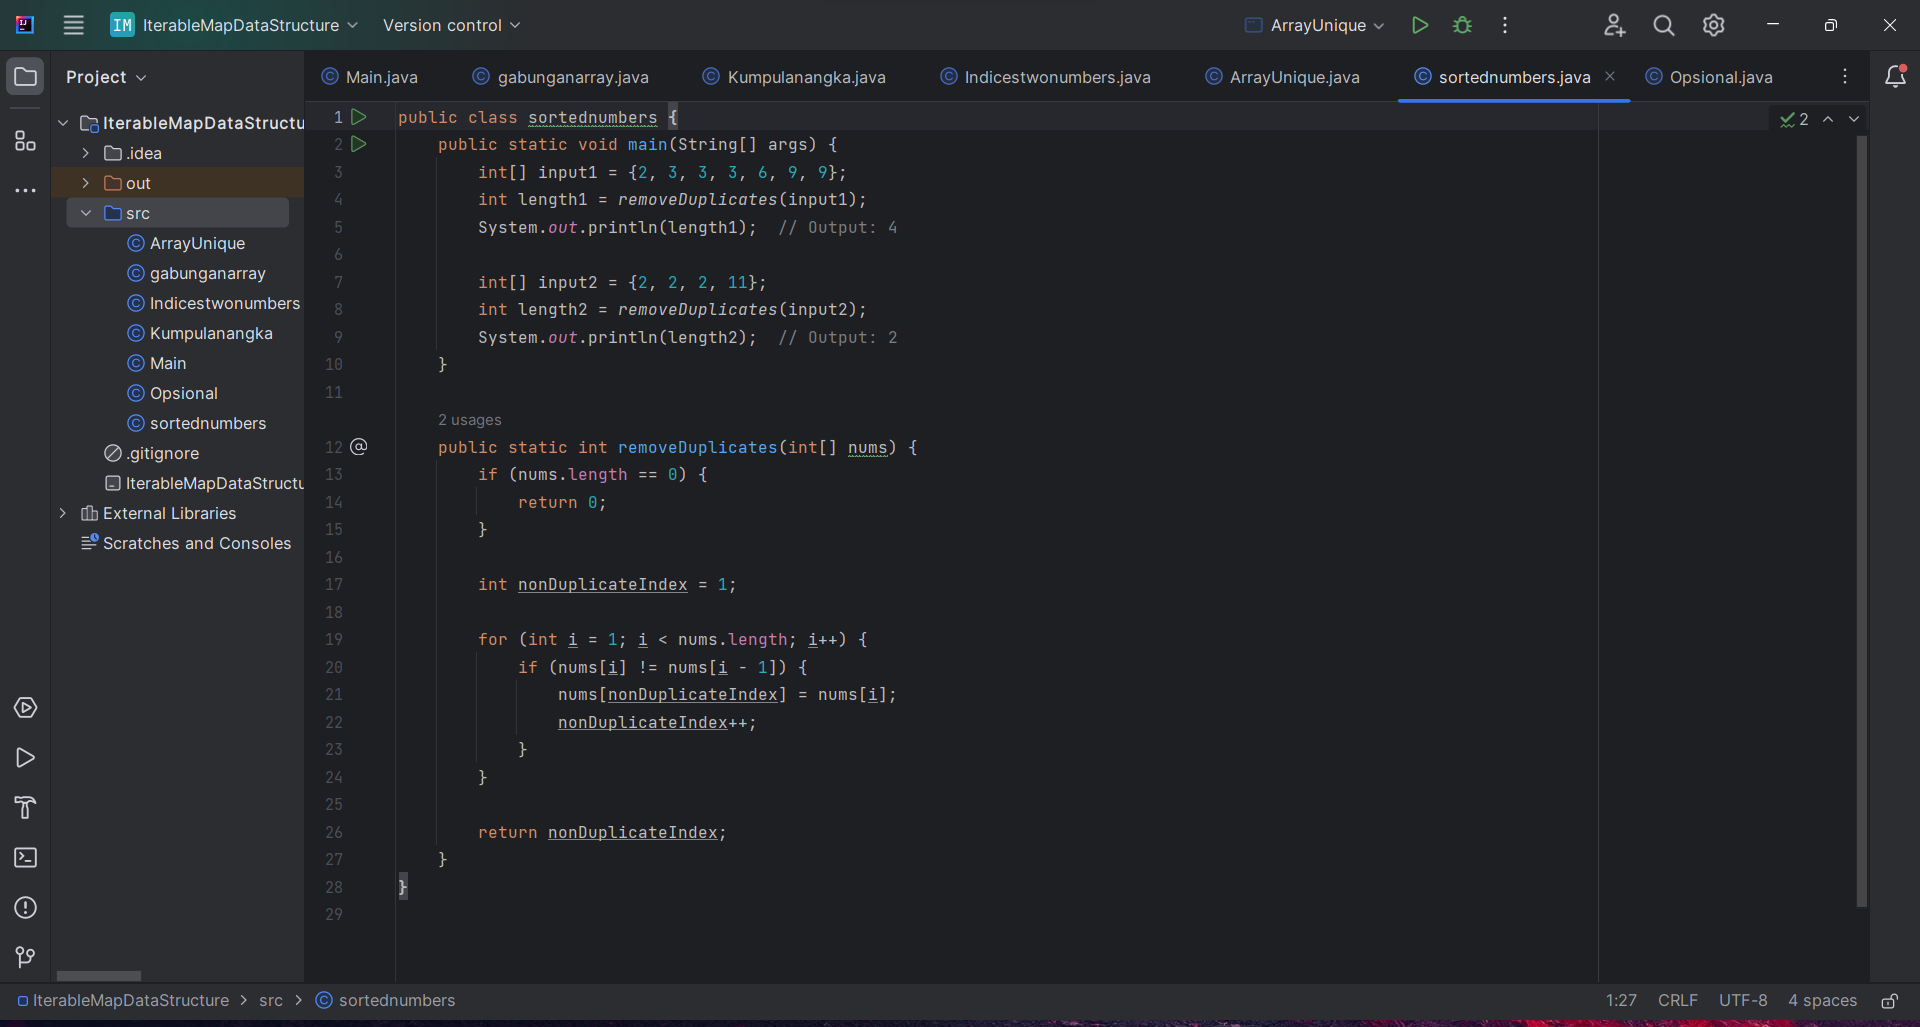 IM IterableMapDataStructure Version control ArrayUnique
Project
Main.java gabunganarray.java Kumpulanangka.java Indicestwonumbers.java ArrayUnique.java sortednumbers.java Opsional.java
IterableMapDataStructu
.idea
out
src
ArrayUnique
gabunganarray
Indicestwonumbers
Kumpulanangka
Main
Opsional
sortednumbers
.gitignore
IterableMapDataStructu
External Libraries
Scratches and Consoles
2
1 public class sortednumbers {
2 public static void main(String[] args) {
3 int[] input1 = {2, 3, 3, 3, 6, 9, 9};
4 int length1 = removeDuplicates(input1);
5 System.out.println(length1); // Output: 4
6
7 int[] input2 = {2, 2, 2, 11};
8 int length2 = removeDuplicates(input2);
9 System.out.println(length2); // Output: 2
10 }
11
2 usages
12 @ public static int removeDuplicates(int[] nums) {
13 if (nums.length == 0) {
14 return 0;
15 }
16
17 int nonDuplicateIndex = 1;
18
19 for (int i = 1; i < nums.length; i++) {
20 if (nums[i] != nums[i - 1]) {
21 nums[nonDuplicateIndex] = nums[i];
22 nonDuplicateIndex++;
23 }
24 }
25
26 return nonDuplicateIndex;
27 }
28 }
29
IterableMapDataStructure > src > sortednumbers 1:27 CRLF UTF-8 4 spaces